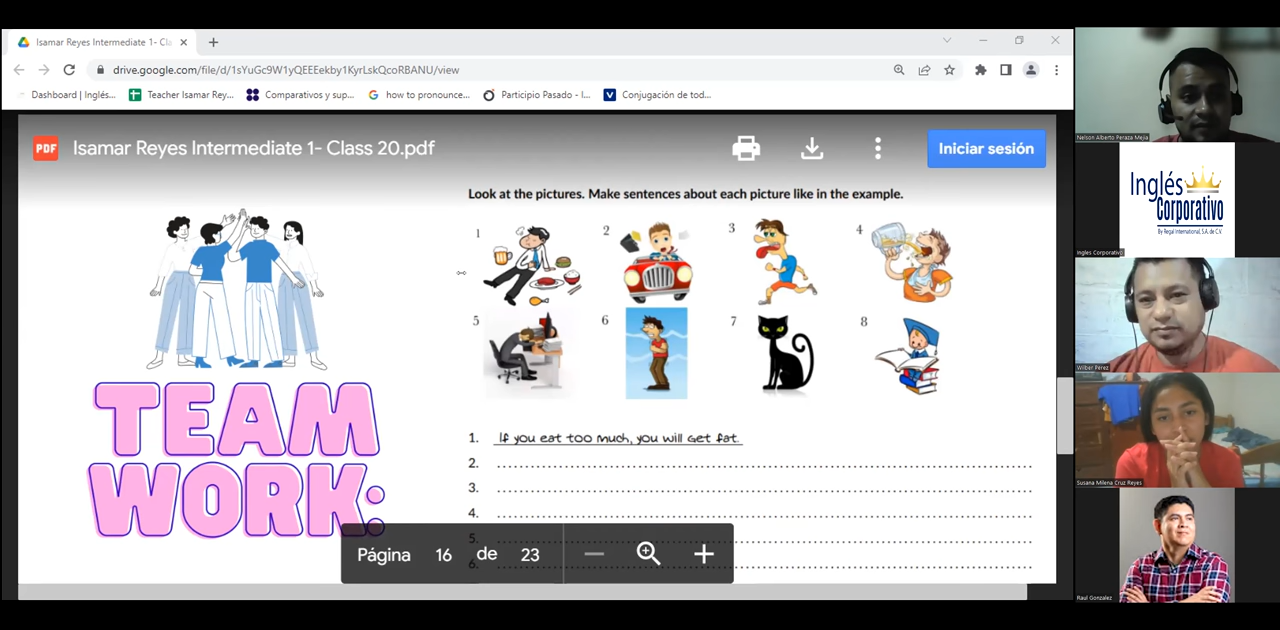 Isamar Reyes Intermediate 1- Cla
drive.google.com/file/d/1sYuGc9W1yQEEEekby1KyrLskQcoRBANU/view
Dashboard | Inglés... Teacher Isamar Rey... Comparativos y sup... how to pronounce... Participio Pasado - I... Conjugación de tod...
PDF Isamar Reyes Intermediate 1- Class 20.pdf Iniciar sesión
Look at the pictures. Make sentences about each picture like in the example.
1 2 3 4
5 6 7 8
TEAM
WORK:
1. If you eat too much, you will get fat.
2.
3.
4.
5.
6.
Página 16 de 23
Nelson Alberto Peraza Mejia
Inglés
Corporativo
By Regal International, S.A. de C.V.
Ingles Corporativo
Wilber Perez
Susana Milena Cruz Reyes
Raul Gonzalez